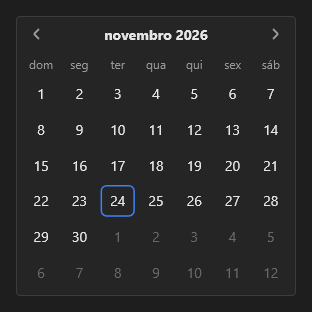 novembro 2026
dom seg ter qua qui sex sáb
1 2 3 4 5 6 7
8 9 10 11 12 13 14
15 16 17 18 19 20 21
22 23 24 25 26 27 28
29 30 1 2 3 4 5
6 7 8 9 10 11 12